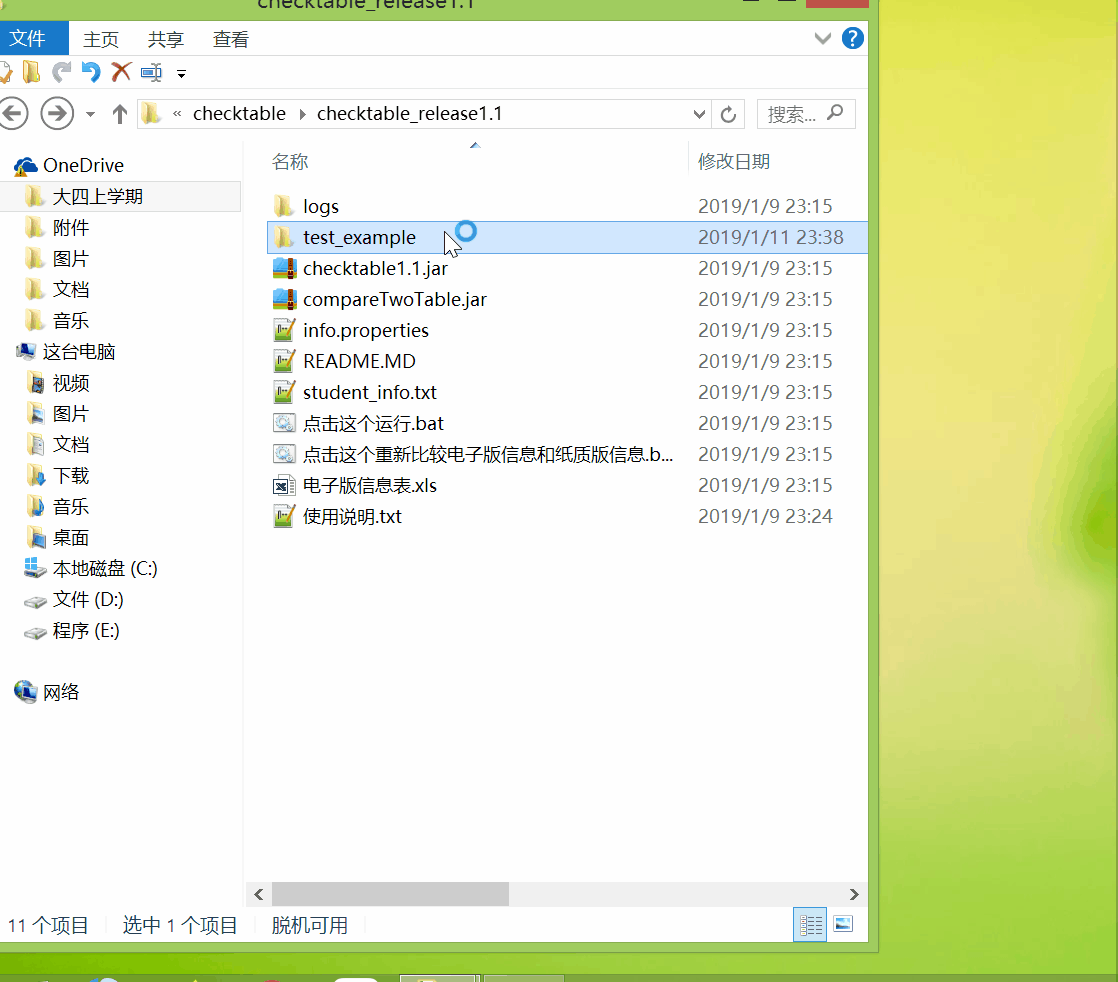 checktable_release1.1
文件 主页 共享 查看
« checktable checktable_release1.1 搜索...
OneDrive
大四上学期
附件
图片
文档
音乐
这台电脑
视频
图片
文档
下载
音乐
桌面
本地磁盘 (C:)
文件 (D:)
程序 (E:)
网络
名称 修改日期
logs 2019/1/9 23:15
test_example 2019/1/11 23:38
checktable1.1.jar 2019/1/9 23:15
compareTwoTable.jar 2019/1/9 23:15
info.properties 2019/1/9 23:15
README.MD 2019/1/9 23:15
student_info.txt 2019/1/9 23:15
点击这个运行.bat 2019/1/9 23:15
点击这个重新比较电子版信息和纸质版信息.b... 2019/1/9 23:15
电子版信息表.xls 2019/1/9 23:15
使用说明.txt 2019/1/9 23:24
11 个项目 选中 1 个项目 脱机可用